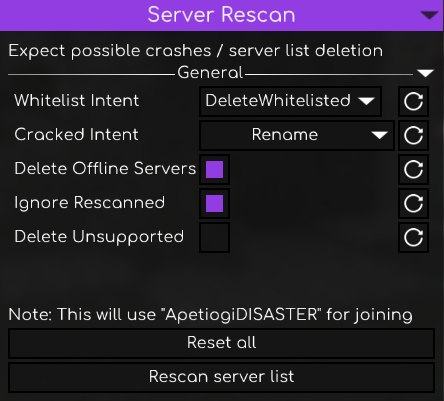 Server Rescan
Expect possible crashes / server list deletion
General
Whitelist Intent DeleteWhitelisted
Cracked Intent Rename
Delete Offline Servers
Ignore Rescanned
Delete Unsupported
Note: This will use "ApetiogiDISASTER" for joining
Reset all
Rescan server list